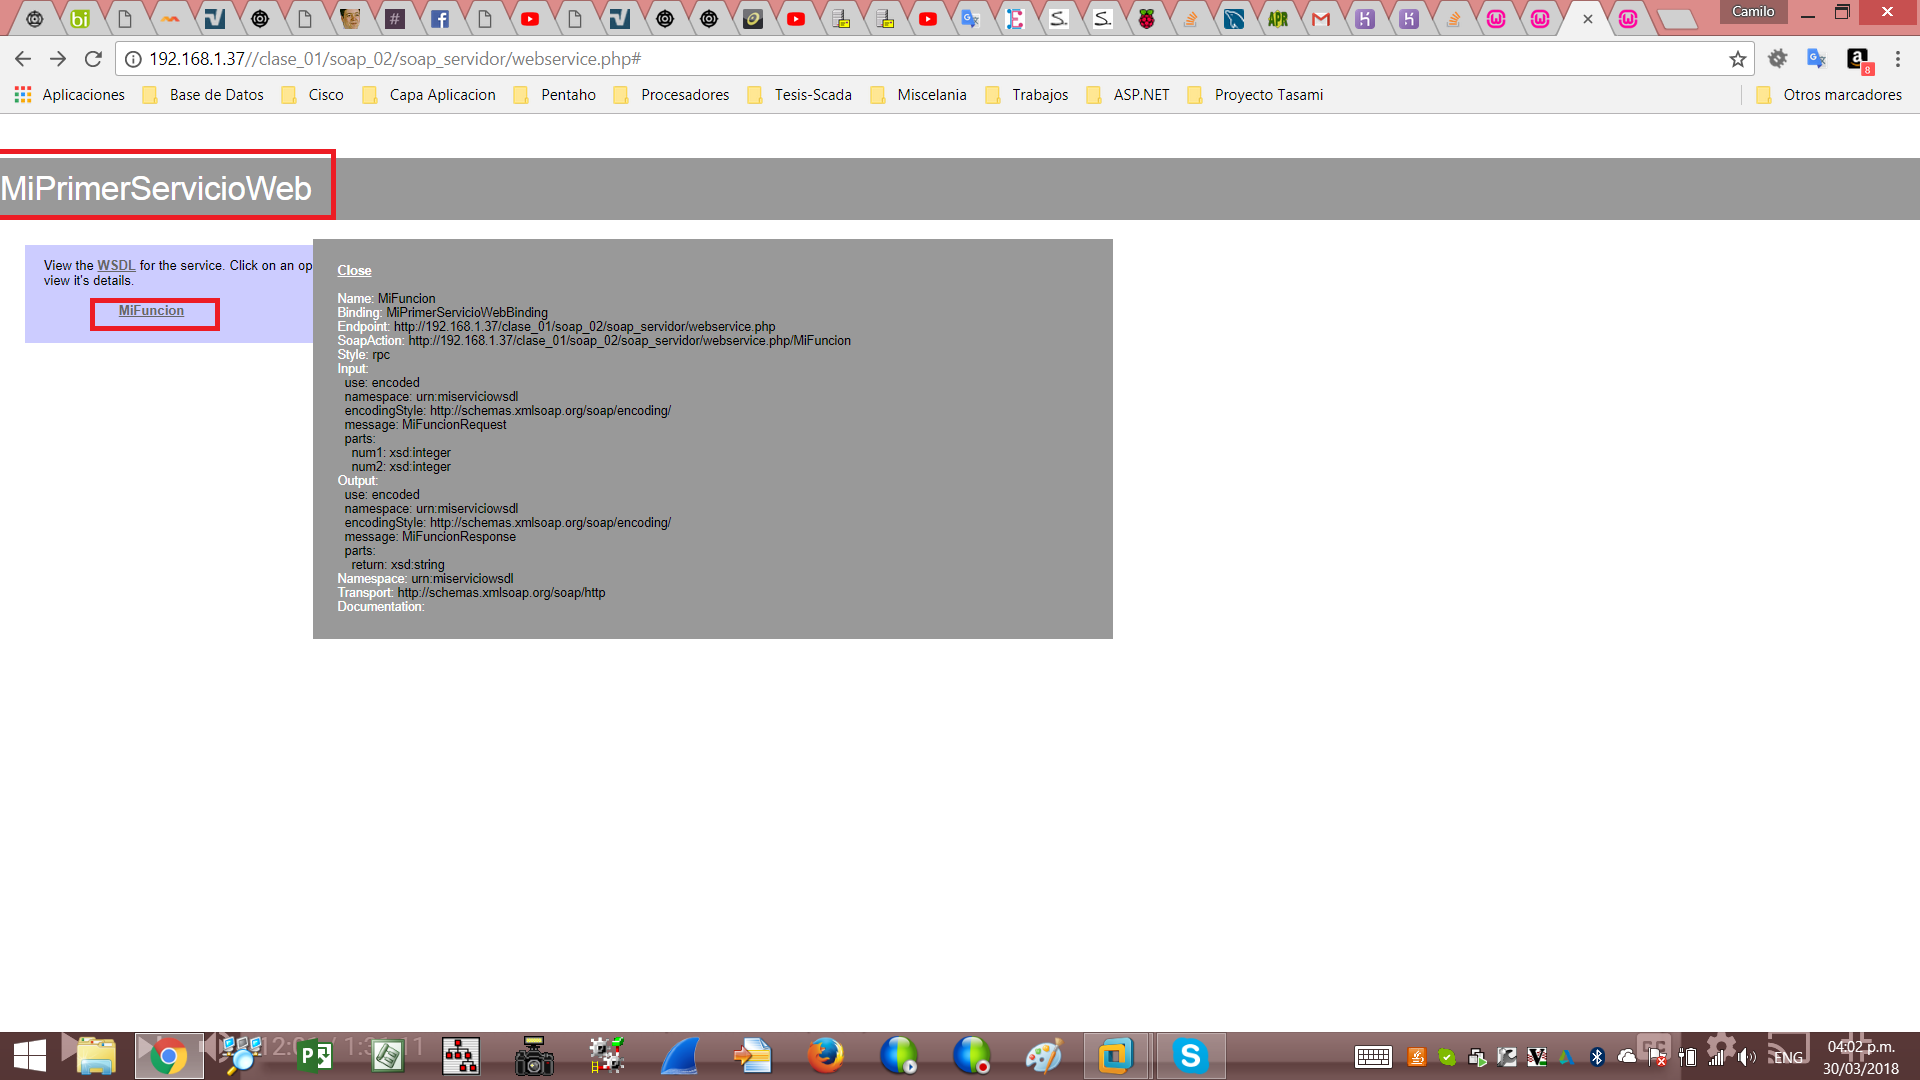 Camilo
192.168.1.37//clase_01/soap_02/soap_servidor/webservice.php#
8
Aplicaciones Base de Datos Cisco Capa Aplicacion Pentaho Procesadores Tesis-Scada Miscelania Trabajos ASP.NET Proyecto Tasami Otros marcadores
MiPrimerServicioWeb
View the WSDL for the service. Click on an op
view it's details.
MiFuncion
Close
Name: MiFuncion
Binding: MiPrimerServicioWebBinding
Endpoint: http://192.168.1.37/clase_01/soap_02/soap_servidor/webservice.php
SoapAction: http://192.168.1.37/clase_01/soap_02/soap_servidor/webservice.php/MiFuncion
Style: rpc
Input:
use: encoded
namespace: urn:miserviciowsdl
encodingStyle: http://schemas.xmlsoap.org/soap/encoding/
message: MiFuncionRequest
parts:
num1: xsd:integer
num2: xsd:integer
Output:
use: encoded
namespace: urn:miserviciowsdl
encodingStyle: http://schemas.xmlsoap.org/soap/encoding/
message: MiFuncionResponse
parts:
return: xsd:string
Namespace: urn:miserviciowsdl
Transport: http://schemas.xmlsoap.org/soap/http
Documentation:
ENG
04:02 p.m.
30/03/2018